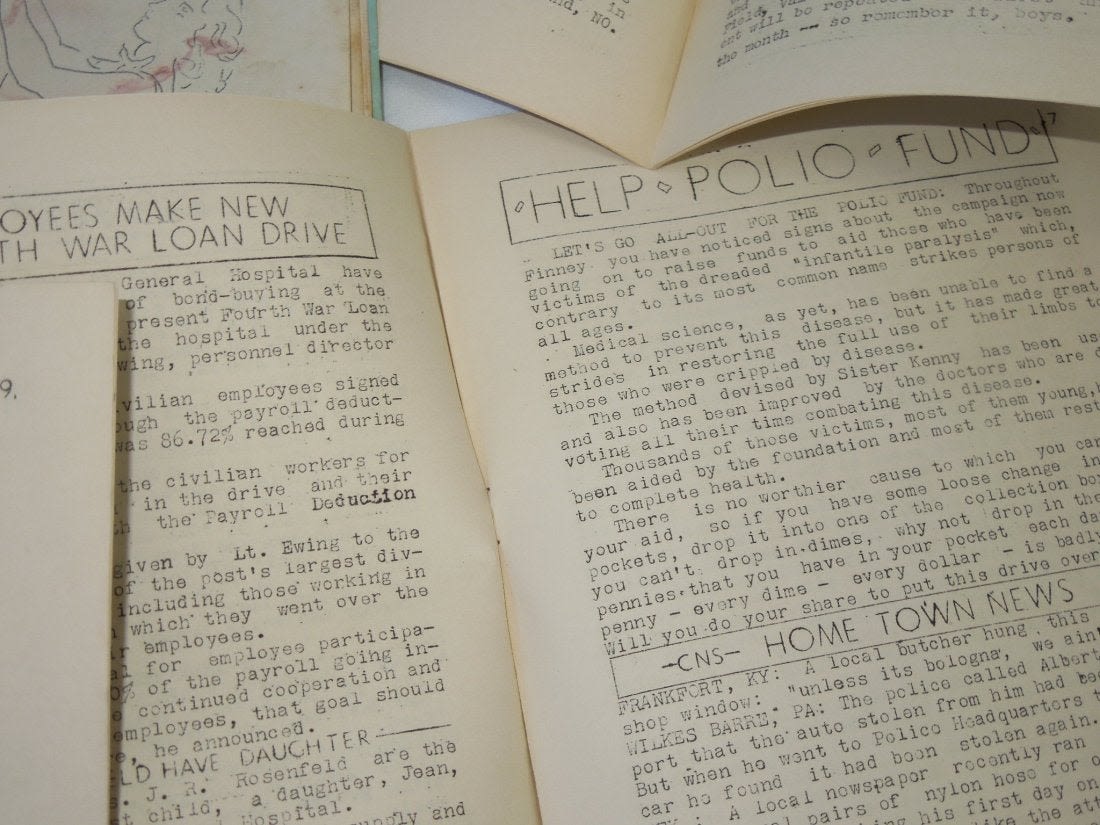 in
NO.
and
Field,
ent will be repeated
the month -- so remember it, boys.
OYEES MAKE NEW
TH WAR LOAN DRIVE
General Hospital have
of bond-buying at the
present Fourth War Loan
the hospital under the
wing, personnel director
9.
vilian employees signed
ough the payroll deduct-
was 86.72% reached during
the civilian workers for
in the drive and their
the Payroll Deduction
given by Lt. Ewing to the
of the post's largest div-
including those working in
which they went over the
employees.
for employee participa-
of the payroll going in-
continued cooperation and
employees, that goal should
he announced.
LD HAVE DAUGHTER
J. R. Rosenfeld are the
st child, a daughter, Jean,
Hospital.
supply and
HELP POLIO FUND
LET'S GO ALL-OUT FOR THE POLIO FUND: Throughout
Finney you have noticed signs about the campaign now
going on to raise funds to aid those who have been
victims of the dreaded "infantile paralysis" which,
contrary to its most common name strikes persons of
all ages.
Medical science, as yet, has been unable to find a
method to prevent this disease, but it has made great
strides in restoring the full use of their limbs to
those who were crippled by disease.
The method devised by Sister Kenny has been us
and also has been improved by the doctors who are d
voting all their time combating this disease.
Thousands of those victims, most of them young,
been aided by the foundation and most of them rest
to complete health.
There is no worthier cause to which you can
your aid, so if you have some loose change in
pockets, drop it into one of the collection box
you can't drop in dimes, why not drop in the
pennies that you have in your pocket each da
penny - every dime - every dollar - is badly
Will you do your share to put this drive over
-CNS- HOME TOWN NEWS
FRANKFORT, KY: A local butcher hung this
shop window: "unless its bologna, we ain'
WILKES BARRE, PA: The police called Albert
port that the auto stolen from him had bee
But when he went to Police Headquarters t
car he found it had been stolen again.
: A local newspaper recently ran
pairs of nylon hose for
his first day on
like the